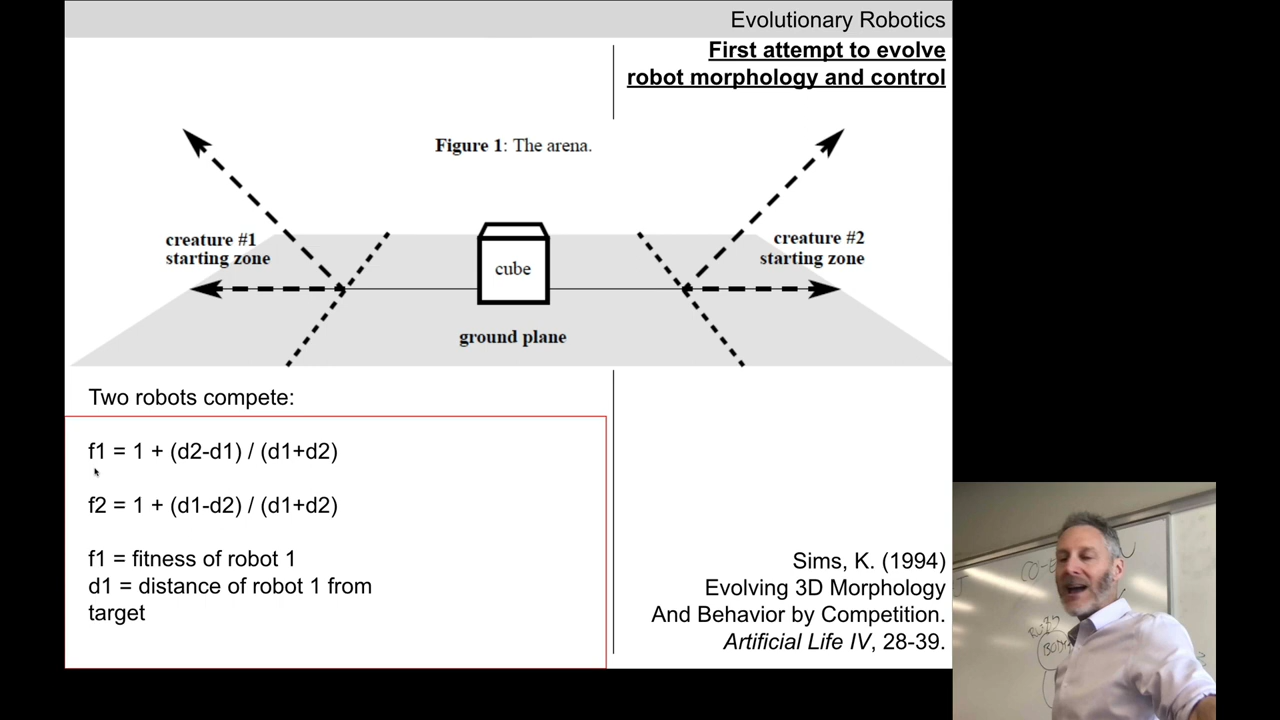 Evolutionary Robotics
First attempt to evolve
robot morphology and control
Figure 1: The arena.
creature #1
starting zone
creature #2
starting zone
cube
ground plane
Two robots compete:
f1 = 1 + (d2-d1) / (d1+d2)
f2 = 1 + (d1-d2) / (d1+d2)
f1 = fitness of robot 1
d1 = distance of robot 1 from
target
Sims, K. (1994)
Evolving 3D Morphology
And Behavior by Competition.
Artificial Life IV, 28-39.